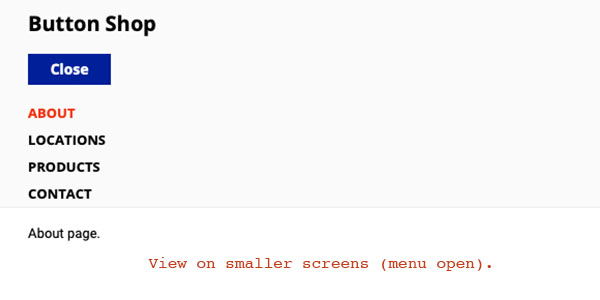 Button Shop
Close
ABOUT
LOCATIONS
PRODUCTS
CONTACT
About page.
View on smaller screens (menu open).